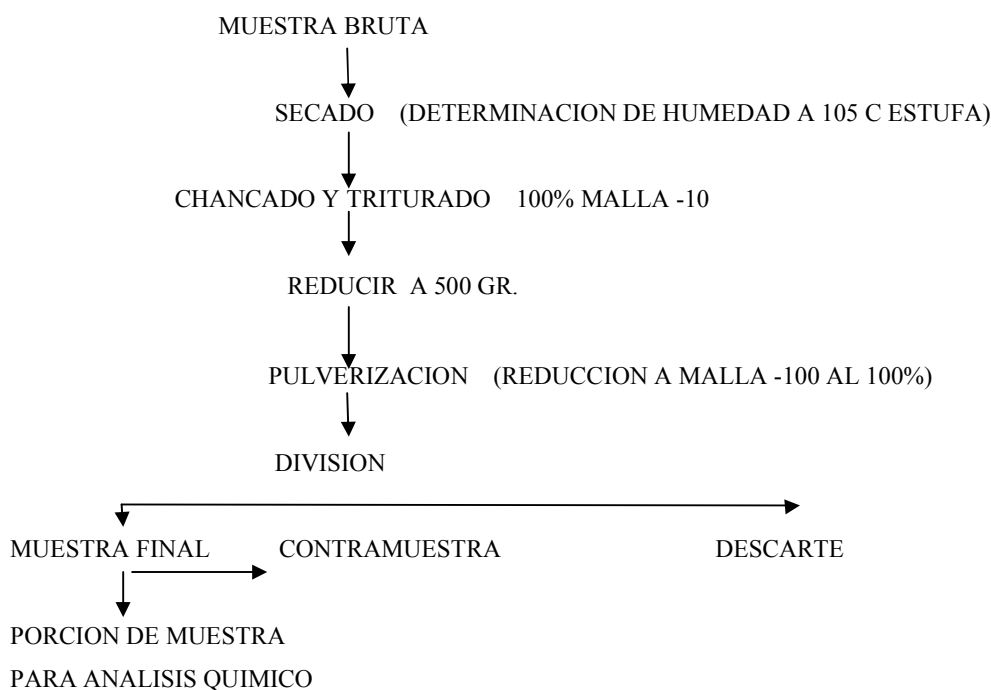 MUESTRA BRUTA
SECADO (DETERMINACION DE HUMEDAD A 105 C ESTUFA)
CHANCADO Y TRITURADO 100% MALLA -10
REDUCIR A 500 GR.
PULVERIZACION (REDUCCION A MALLA -100 AL 100%)
DIVISION
MUESTRA FINAL CONTRAMUESTRA DESCARTE
PORCION DE MUESTRA
PARA ANALISIS QUIMICO